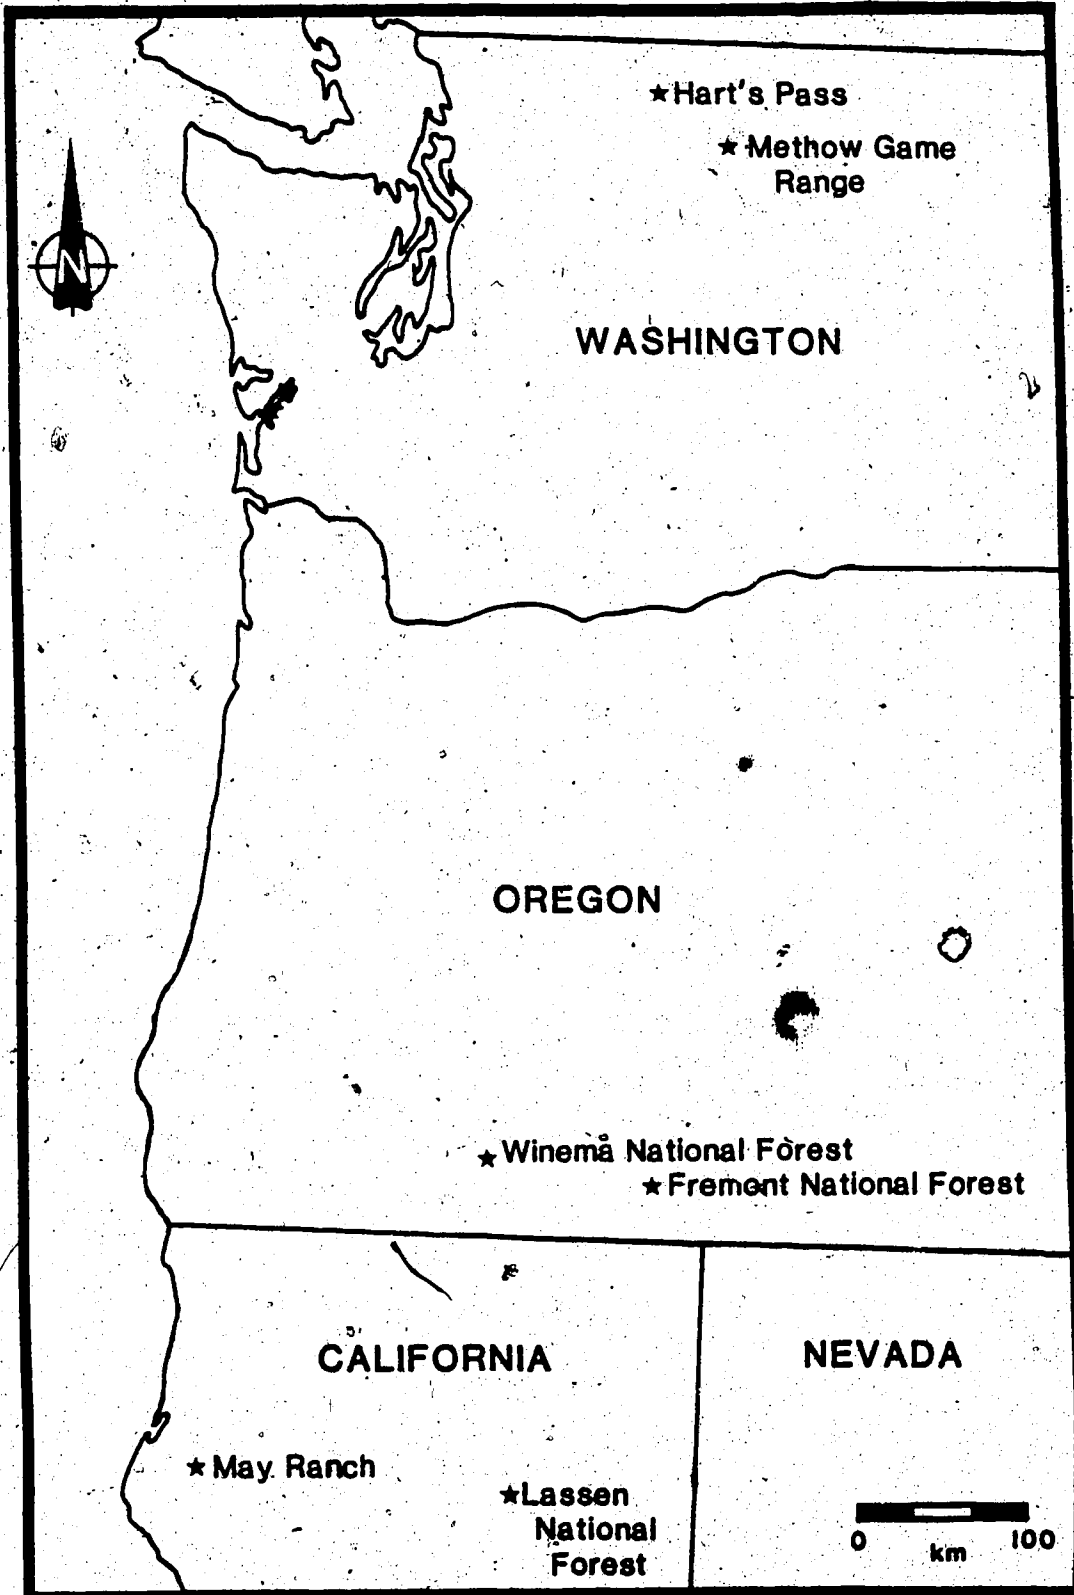 Hart's Pass
Methow Game
Range
N
WASHINGTON
OREGON
Winema National Forest
Fremont National Forest
CALIFORNIA
NEVADA
May Ranch
Lassen
National
Forest
0 100
km